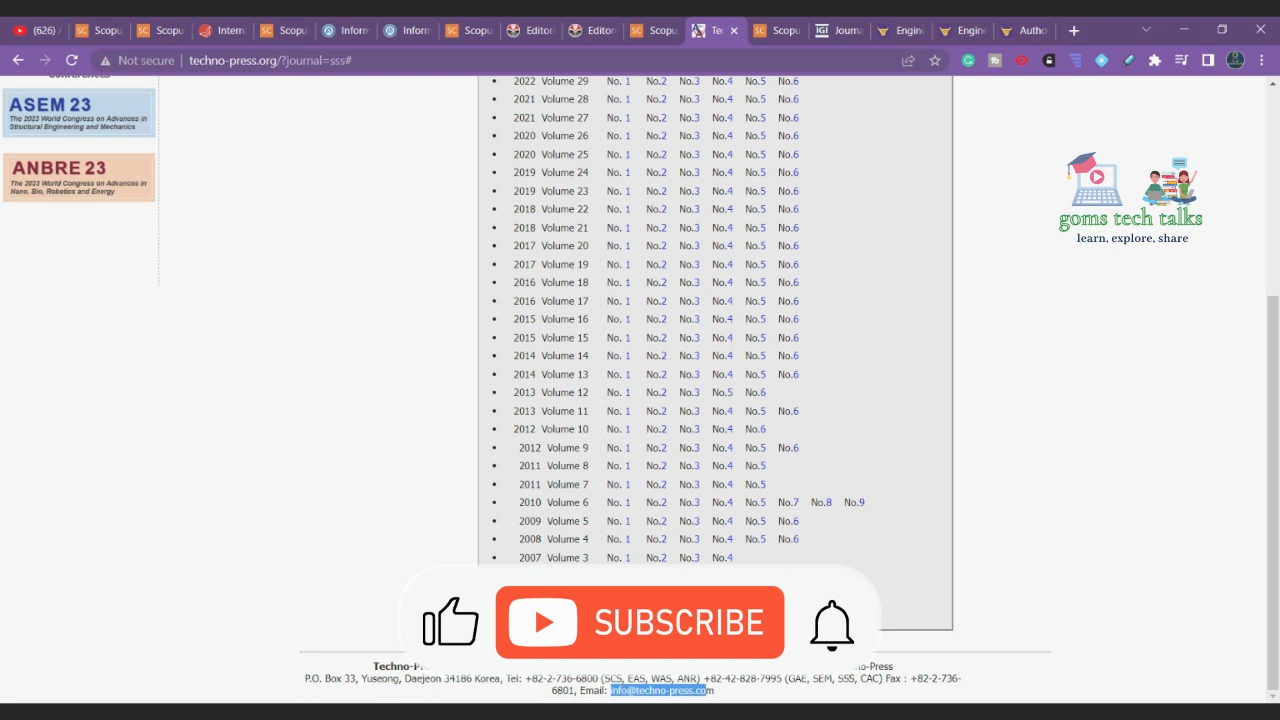 (626)
Scopu
Scopu
Intern
Scopu
Inform
Inform
Scopu
Editori
Editori
Scopu
Te
Scopu
IGI Journa
Engine
Engine
Autho
Not secure techno-press.org/?journal=sss#
Conferences
ASEM 23
The 2023 World Congress on Advances in
Structural Engineering and Mechanics
ANBRE 23
The 2023 World Congress on Advances in
Nano, Bio, Robotics and Energy
2022 Volume 29 No. 1 No.2 No.3 No.4 No.5 No.6
2021 Volume 28 No. 1 No.2 No.3 No.4 No.5 No.6
2021 Volume 27 No. 1 No.2 No.3 No.4 No.5 No.6
2020 Volume 26 No. 1 No.2 No.3 No.4 No.5 No.6
2020 Volume 25 No. 1 No.2 No.3 No.4 No.5 No.6
2019 Volume 24 No. 1 No.2 No.3 No.4 No.5 No.6
2019 Volume 23 No. 1 No.2 No.3 No.4 No.5 No.6
2018 Volume 22 No. 1 No.2 No.3 No.4 No.5 No.6
2018 Volume 21 No. 1 No.2 No.3 No.4 No.5 No.6
2017 Volume 20 No. 1 No.2 No.3 No.4 No.5 No.6
2017 Volume 19 No. 1 No.2 No.3 No.4 No.5 No.6
2016 Volume 18 No. 1 No.2 No.3 No.4 No.5 No.6
2016 Volume 17 No. 1 No.2 No.3 No.4 No.5 No.6
2015 Volume 16 No. 1 No.2 No.3 No.4 No.5 No.6
2015 Volume 15 No. 1 No.2 No.3 No.4 No.5 No.6
2014 Volume 14 No. 1 No.2 No.3 No.4 No.5 No.6
2014 Volume 13 No. 1 No.2 No.3 No.4 No.5 No.6
2013 Volume 12 No. 1 No.2 No.3 No.5 No.6
2013 Volume 11 No. 1 No.2 No.3 No.4 No.5 No.6
2012 Volume 10 No. 1 No.2 No.3 No.4 No.6
2012 Volume 9 No. 1 No.2 No.3 No.4 No.5 No.6
2011 Volume 8 No. 1 No.2 No.3 No.4 No.5
2011 Volume 7 No. 1 No.2 No.3 No.4 No.5
2010 Volume 6 No. 1 No.2 No.3 No.4 No.5 No.7 No.8 No.9
2009 Volume 5 No. 1 No.2 No.3 No.4 No.5 No.6
2008 Volume 4 No. 1 No.2 No.3 No.4 No.5 No.6
2007 Volume 3 No. 1 No.2 No.3 No.4
goms tech talks
learn, explore, share
SUBSCRIBE
Techno-P no-Press
P.O. Box 33, Yuseong, Daejeon 34186 Korea, Tel: +82-2-736-6800 (SCS, EAS, WAS, ANR) +82-42-828-7995 (GAE, SEM, SSS, CAC) Fax : +82-2-736-
6801, Email: info@techno-press.com